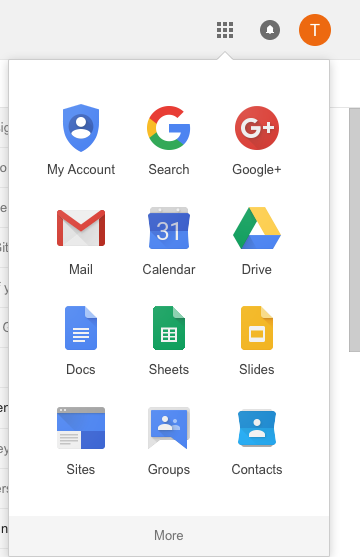 T
My Account Search Google+
G+
31
Mail Calendar Drive
Docs Sheets Slides
Sites Groups Contacts
More